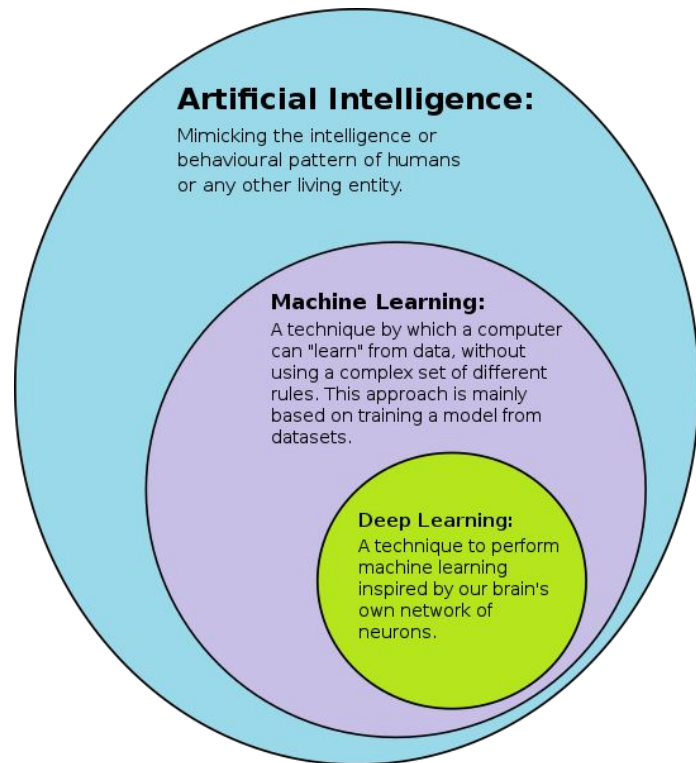 Artificial Intelligence:
Mimicking the intelligence or
behavioural pattern of humans
or any other living entity.
Machine Learning:
A technique by which a computer
can "learn" from data, without
using a complex set of different
rules. This approach is mainly
based on training a model from
datasets.
Deep Learning:
A technique to perform
machine learning
inspired by our brain's
own network of
neurons.